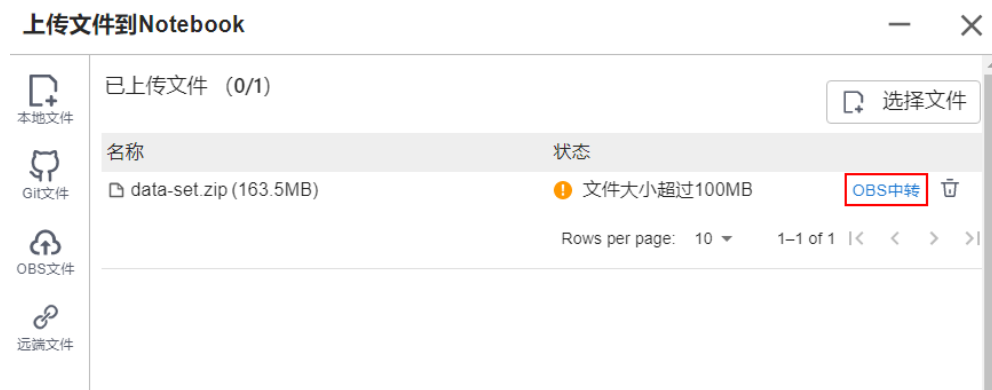 上传文件到Notebook
本地文件
Git文件
OBS文件
远端文件
已上传文件 (0/1)
选择文件
名称 状态
data-set.zip (163.5MB) 文件大小超过100MB OBS中转
Rows per page: 10 1–1 of 1